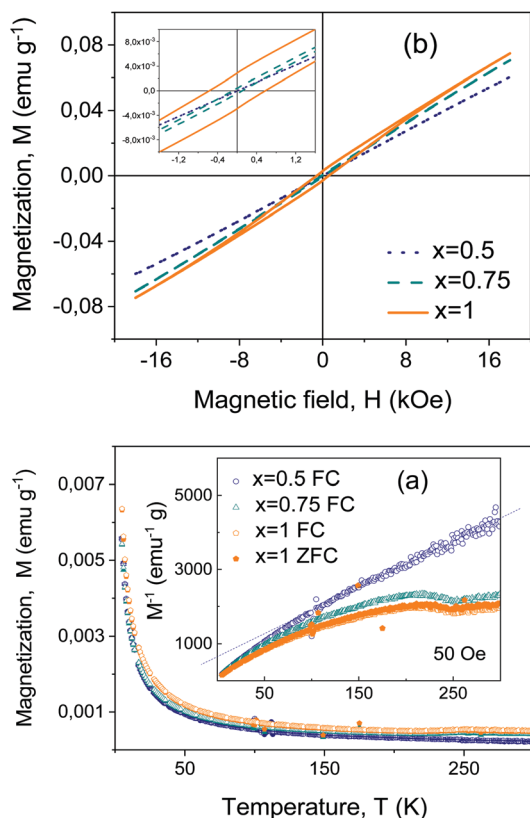 (b)
Magnetization, M (emu g⁻¹)
0,08
0,04
0,00
-0,04
-0,08
8,0x10⁻³
4,0x10⁻³
0,0
-4,0x10⁻³
-8,0x10⁻³
-1,2
-0,4
0,4
1,2
x=0.5
x=0.75
x=1
-16
-8
0
8
16
Magnetic field, H (kOe)
(a)
Magnetization, M (emu g⁻¹)
0,007
0,005
0,003
0,001
M⁻¹ (emu⁻¹ g)
5000
3000
1000
x=0.5 FC
x=0.75 FC
x=1 FC
x=1 ZFC
50 Oe
50
100
150
200
250
50
150
250
Temperature, T (K)